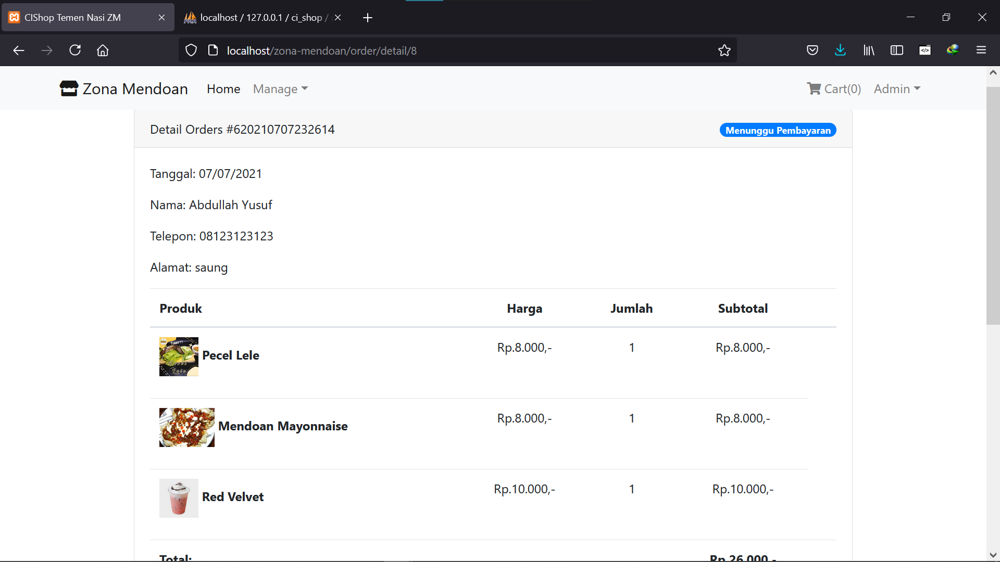 CIShop Temen Nasi ZM
localhost / 127.0.0.1 / ci_shop /
localhost/zona-mendoan/order/detail/8
Zona Mendoan Home Manage Cart(0) Admin
Detail Orders #620210707232614 Menunggu Pembayaran
Tanggal: 07/07/2021
Nama: Abdullah Yusuf
Telepon: 08123123123
Alamat: saung
Produk Harga Jumlah Subtotal
Yummy!!
Pecel Lele Rp.8.000,- 1 Rp.8.000,-
Mendoan Mayonnaise Rp.8.000,- 1 Rp.8.000,-
Red Velvet Rp.10.000,- 1 Rp.10.000,-
Total: Rp.26.000,-